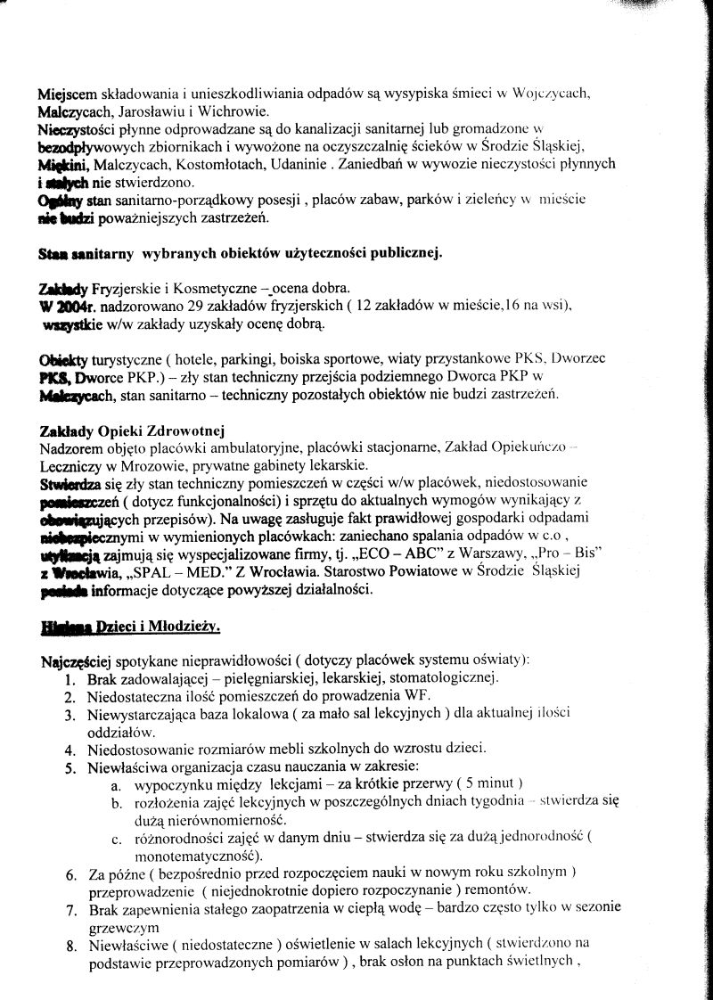 Miejscem składowania i unieszkodliwiania odpadów są wysypiska śmieci w Wojczycach,
Malczycach, Jarosławiu i Wichrowie.
Nieczystości płynne odprowadzane są do kanalizacji sanitarnej lub gromadzone w
bezodpływowych zbiornikach i wywożone na oczyszczalnię ścieków w Środzie Śląskiej,
Miękini, Malczycach, Kostomłotach, Udaninie . Zaniedbań w wywozie nieczystości płynnych
i stałych nie stwierdzono.
Ogólny stan sanitarno-porządkowy posesji , placów zabaw, parków i zieleńcy w mieście
nie budzi poważniejszych zastrzeżeń.
Stan sanitarny wybranych obiektów użyteczności publicznej.
Zakłady Fryzjerskie i Kosmetyczne – ocena dobra.
W 2004r. nadzorowano 29 zakładów fryzjerskich ( 12 zakładów w mieście,16 na wsi),
wszystkie w/w zakłady uzyskały ocenę dobrą.
Obiekty turystyczne ( hotele, parkingi, boiska sportowe, wiaty przystankowe PKS, Dworzec
PKS, Dworce PKP.) – zły stan techniczny przejścia podziemnego Dworca PKP w
Malczycach, stan sanitarno – techniczny pozostałych obiektów nie budzi zastrzeżeń.
Zakłady Opieki Zdrowotnej
Nadzorem objęto placówki ambulatoryjne, placówki stacjonarne, Zakład Opiekuńczo –
Leczniczy w Mrozowie, prywatne gabinety lekarskie.
Stwierdza się zły stan techniczny pomieszczeń w części w/w placówek, niedostosowanie
pomieszczeń ( dotycz funkcjonalności) i sprzętu do aktualnych wymogów wynikający z
obowiązujących przepisów). Na uwagę zasługuje fakt prawidłowej gospodarki odpadami
niebezpiecznymi w wymienionych placówkach: zaniechano spalania odpadów w c.o ,
utylizacją zajmują się wyspecjalizowane firmy, tj. „ECO – ABC” z Warszawy, „Pro – Bis”
z Wrocławia, „SPAL – MED.” Z Wrocławia. Starostwo Powiatowe w Środzie Śląskiej
posiada informacje dotyczące powyższej działalności.
Higiena Dzieci i Młodzieży.
Najczęściej spotykane nieprawidłowości ( dotyczy placówek systemu oświaty):
1. Brak zadowalającej – pielęgniarskiej, lekarskiej, stomatologicznej.
2. Niedostateczna ilość pomieszczeń do prowadzenia WF.
3. Niewystarczająca baza lokalowa ( za mało sal lekcyjnych ) dla aktualnej ilości
oddziałów.
4. Niedostosowanie rozmiarów mebli szkolnych do wzrostu dzieci.
5. Niewłaściwa organizacja czasu nauczania w zakresie:
a. wypoczynku między lekcjami – za krótkie przerwy ( 5 minut )
b. rozłożenia zajęć lekcyjnych w poszczególnych dniach tygodnia – stwierdza się
dużą nierównomierność.
c. różnorodności zajęć w danym dniu – stwierdza się za dużą jednorodność (
monotematyczność).
6. Za późne ( bezpośrednio przed rozpoczęciem nauki w nowym roku szkolnym )
przeprowadzenie ( niejednokrotnie dopiero rozpoczynanie ) remontów.
7. Brak zapewnienia stałego zaopatrzenia w ciepłą wodę – bardzo często tylko w sezonie
grzewczym
8. Niewłaściwe ( niedostateczne ) oświetlenie w salach lekcyjnych ( stwierdzono na
podstawie przeprowadzonych pomiarów ) , brak osłon na punktach świetlnych ,